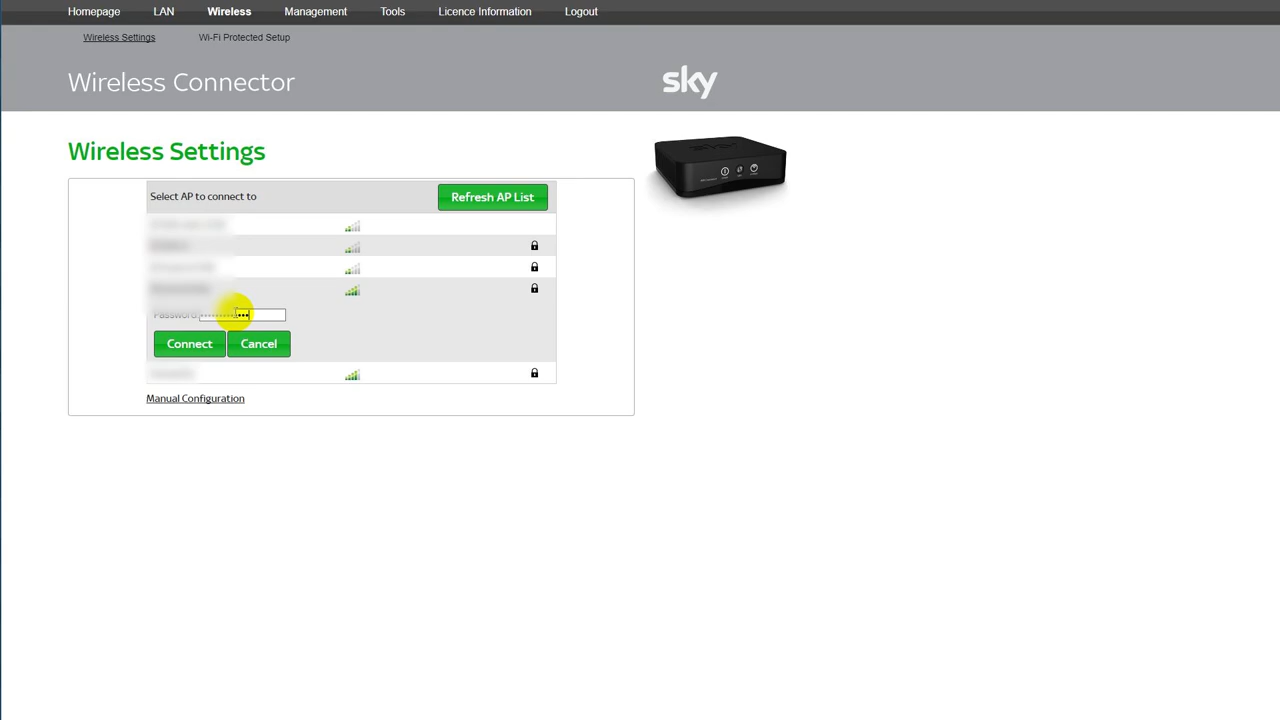 Homepage LAN Wireless Management Tools Licence Information Logout
Wireless Settings Wi-Fi Protected Setup
Wireless Connector
sky
Wireless Settings
Select AP to connect to
Refresh AP List
Password:
Connect Cancel
Manual Configuration